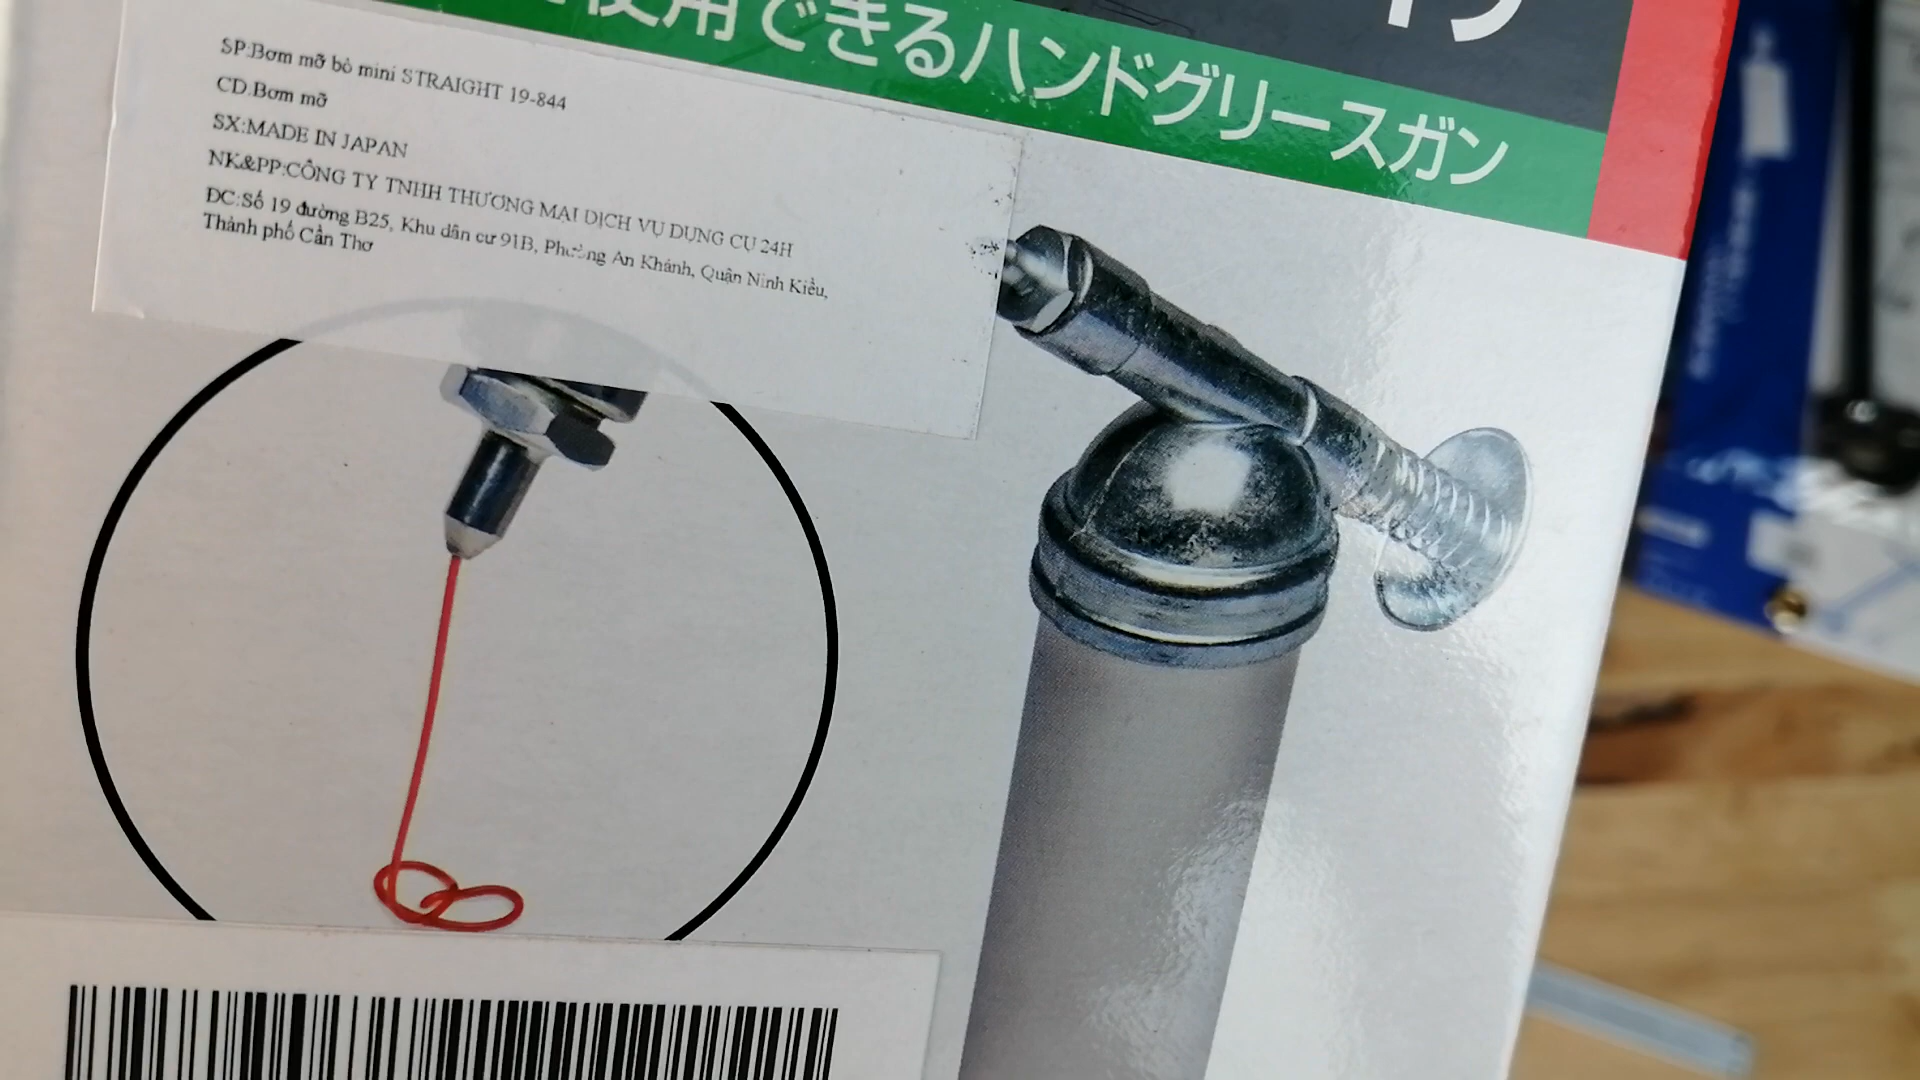 使用できるハンドグリースガン
SP:Bơm mỡ bò mini STRAIGHT 19-844
CD.Bơm mỡ
SX:MADE IN JAPAN
NK&PP:CÔNG TY TNHH THƯƠNG MẠI DỊCH VỤ DỤNG CỤ 24H
ĐC:Số 19 đường B25, Khu dân cư 91B, Phường An Khánh, Quận Ninh Kiều,
Thành phố Cần Thơ